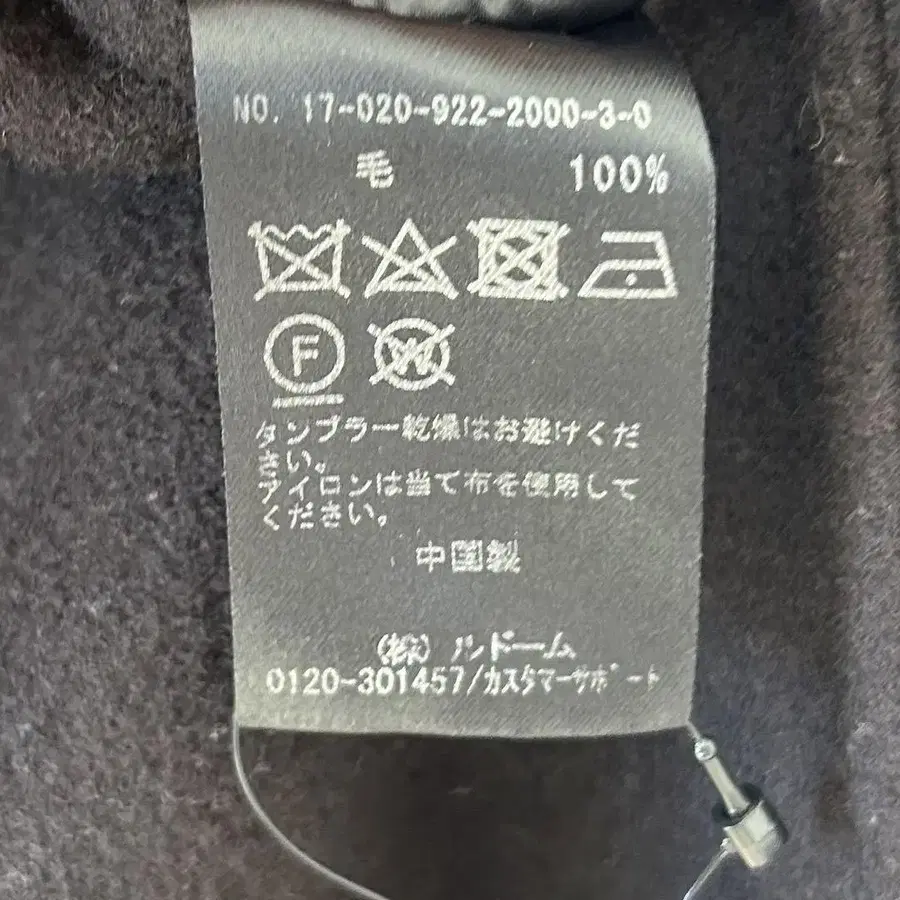 NO. 17-020-922-2000-3-0
毛 100%
F W
タンブラー乾燥はお避けくだ
さい。
アイロンは当て布を使用して
ください。
中国製
(株) ルドーム
0120-301457/カスタマーサポート